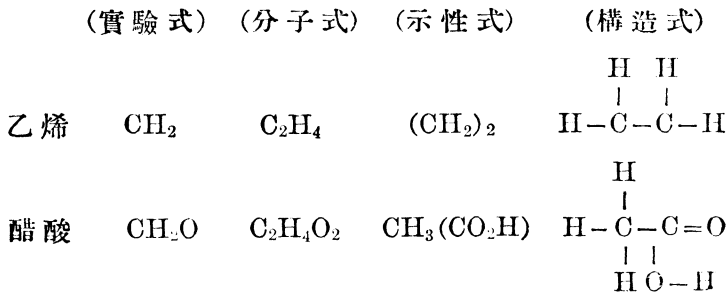 (實驗式) (分子式) (示性式) (構造式)
H H
| |
乙烯 CH₂ C₂H₄ (CH₂)₂ H–C–C–H
H
|
醋酸 CH₂O C₂H₄O₂ CH₃(CO₂H) H–C–C=O
| |
H O–H